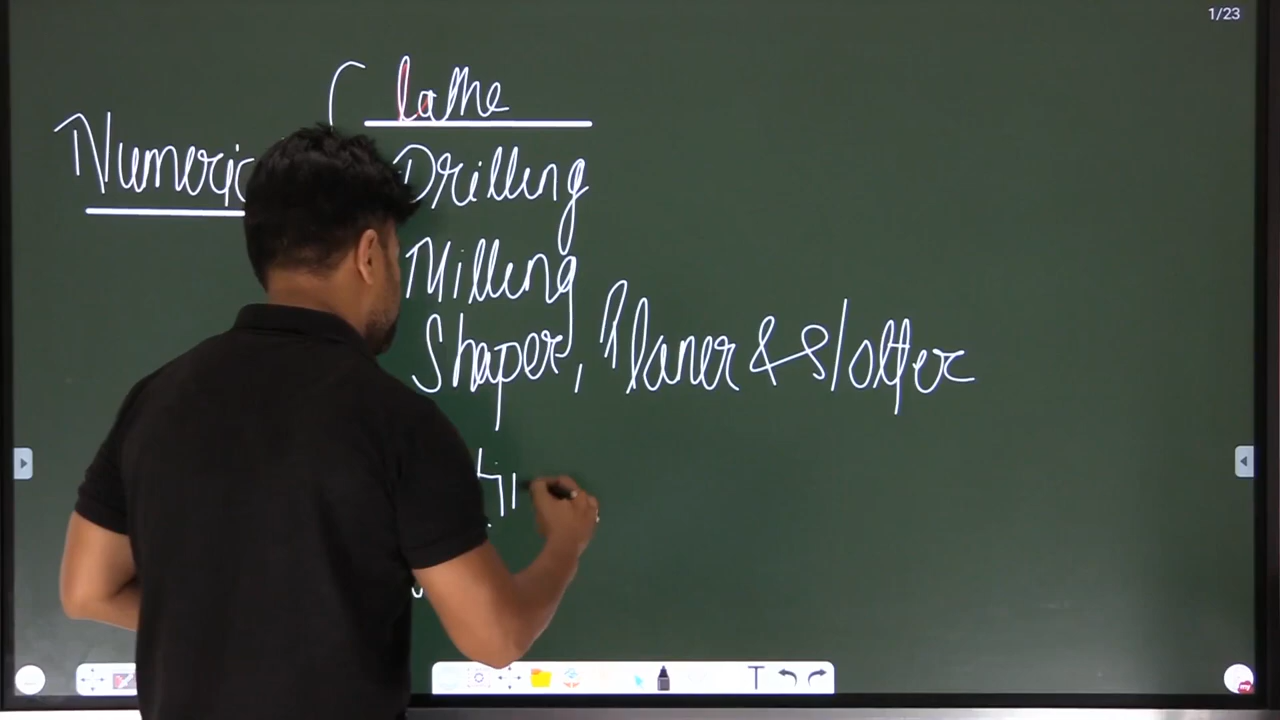 1/23
lathe
Numeric
Drilling
Milling
Shaper, Planer & Slotter
T